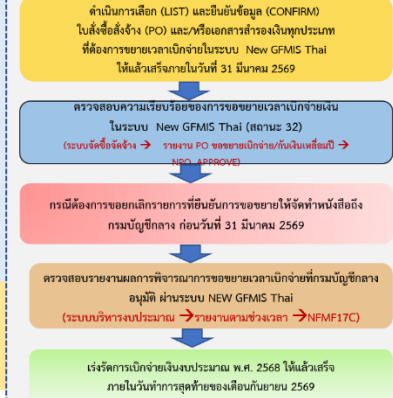 ดำเนินการเลือก (LIST) และยืนยันข้อมูล (CONFIRM)
ใบสั่งซื้อสั่งจ้าง (PO) และ/หรือเอกสารสำรองเงินทุกประเภท
ที่ต้องการขยายเวลาเบิกจ่ายในระบบ New GFMIS Thai
ให้แล้วเสร็จภายในวันที่ 31 มีนาคม 2569
ตรวจสอบความเรียบร้อยของการขอขยายเวลาเบิกจ่ายเงิน
ในระบบ New GFMIS Thai (สถานะ 32)
(ระบบจัดซื้อจัดจ้าง → รายงาน PO ขอขยายเบิกจ่าย/กันเงินเหลื่อมปี →
NPO_APPROVE)
กรณีต้องการขอยกเลิกรายการที่ยืนยันการขอขยายให้จัดทำหนังสือถึง
กรมบัญชีกลาง ก่อนวันที่ 31 มีนาคม 2569
ตรวจสอบรายงานผลการพิจารณาการขอขยายเวลาเบิกจ่ายที่กรมบัญชีกลาง
อนุมัติ ผ่านระบบ NEW GFMIS Thai
(ระบบบริหารงบประมาณ →รายงานตามช่วงเวลา →NFMF17C)
เร่งรัดการเบิกจ่ายเงินงบประมาณ พ.ศ. 2568 ให้แล้วเสร็จ
ภายในวันทำการสุดท้ายของเดือนกันยายน 2569